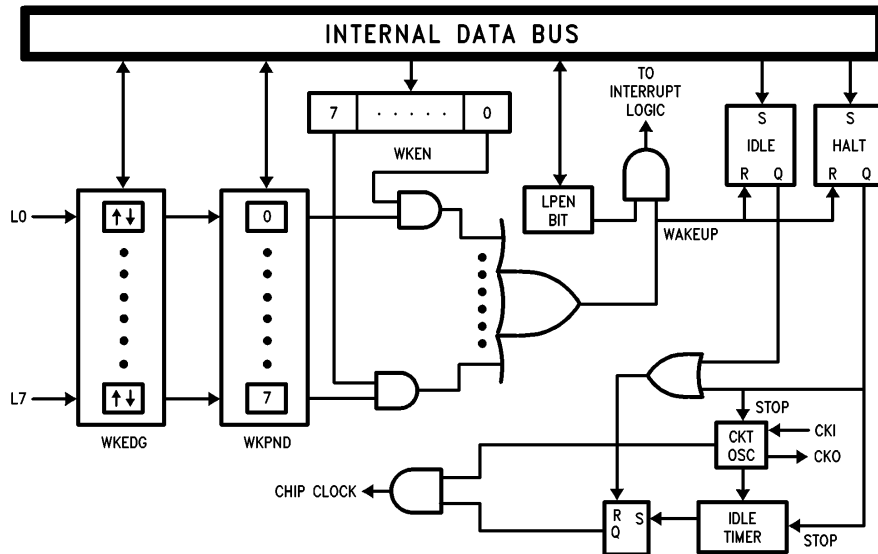 INTERNAL DATA BUS
TO
INTERRUPT
LOGIC
7 · · · · · 0
WKEN
S
IDLE
R Q
S
HALT
R Q
LPEN
BIT
WAKEUP
L0
↑↓
0
L7
↑↓
7
WKEDG
WKPND
STOP
CKT
OSC
CKI
CKO
CHIP CLOCK
R S
Q
IDLE
TIMER
STOP